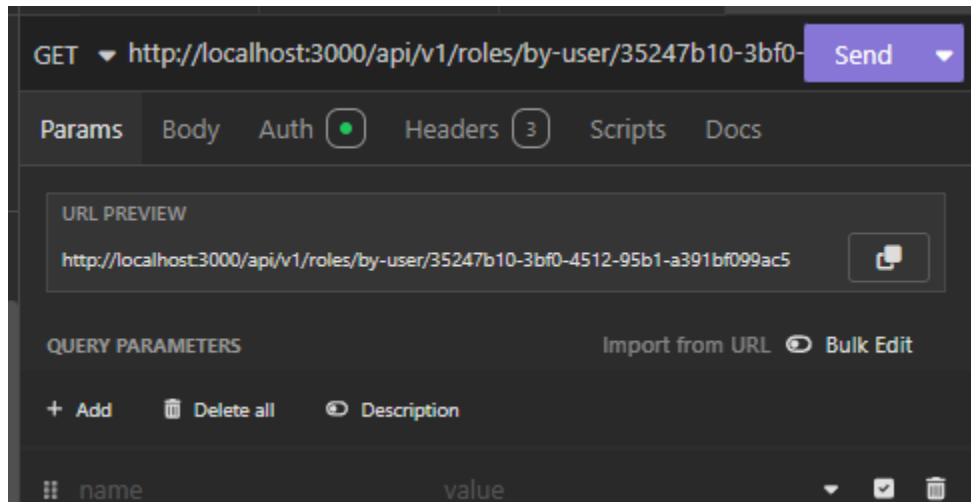 GET http://localhost:3000/api/v1/roles/by-user/35247b10-3bf0- Send
Params Body Auth Headers 3 Scripts Docs
URL PREVIEW
http://localhost:3000/api/v1/roles/by-user/35247b10-3bf0-4512-95b1-a391bf099ac5
QUERY PARAMETERS Import from URL Bulk Edit
+ Add Delete all Description
name value